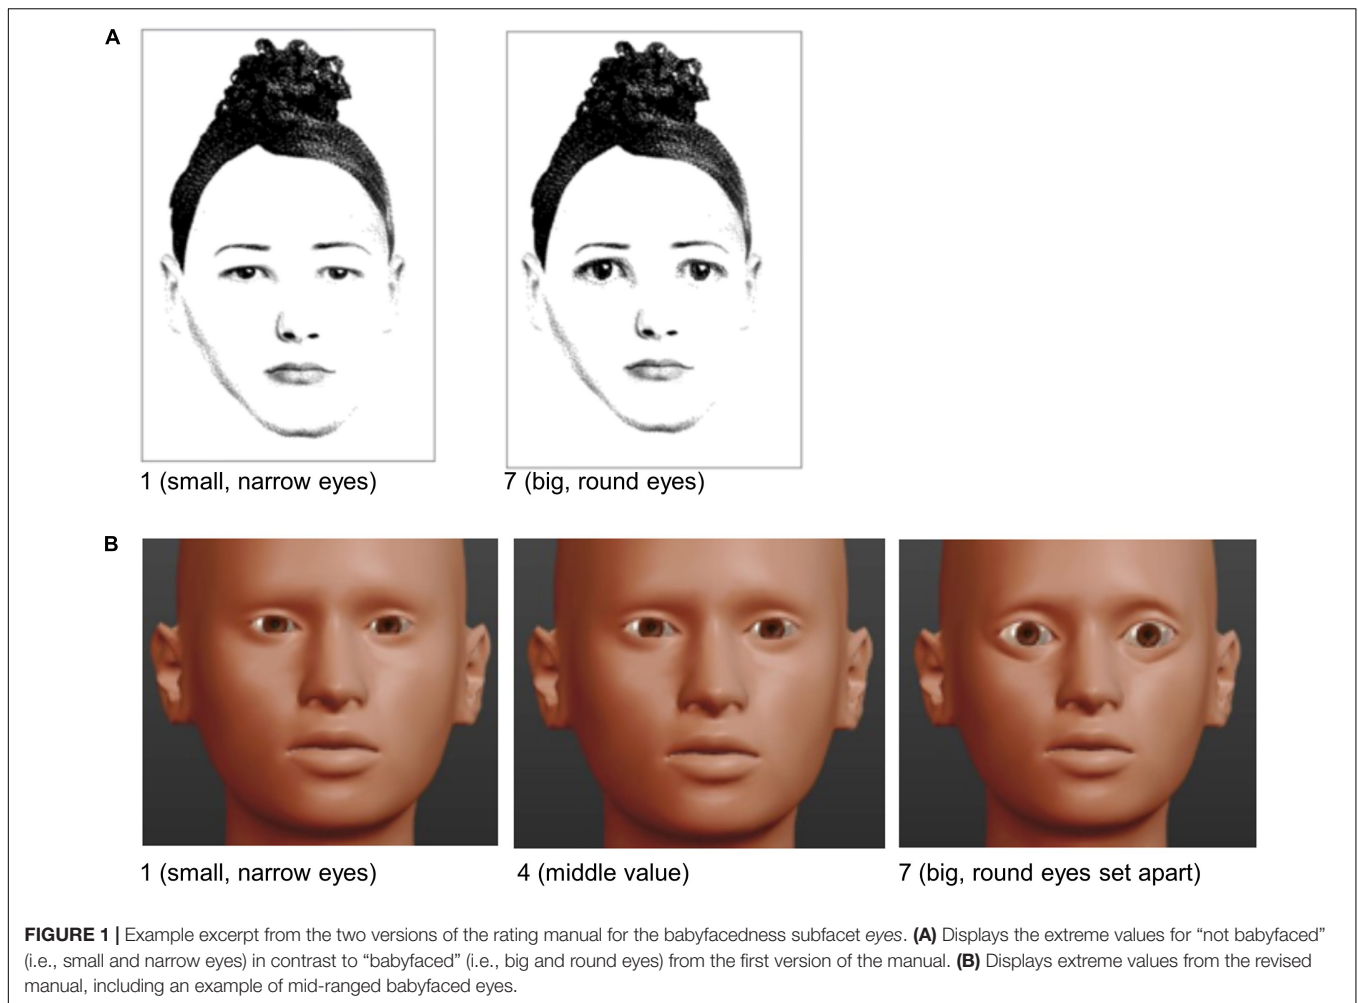 A
1 (small, narrow eyes)
7 (big, round eyes)
B
1 (small, narrow eyes)
4 (middle value)
7 (big, round eyes set apart)
FIGURE 1 | Example excerpt from the two versions of the rating manual for the babyfacedness subfacet eyes. (A) Displays the extreme values for “not babyfaced”
(i.e., small and narrow eyes) in contrast to “babyfaced” (i.e., big and round eyes) from the first version of the manual. (B) Displays extreme values from the revised
manual, including an example of mid-ranged babyfaced eyes.